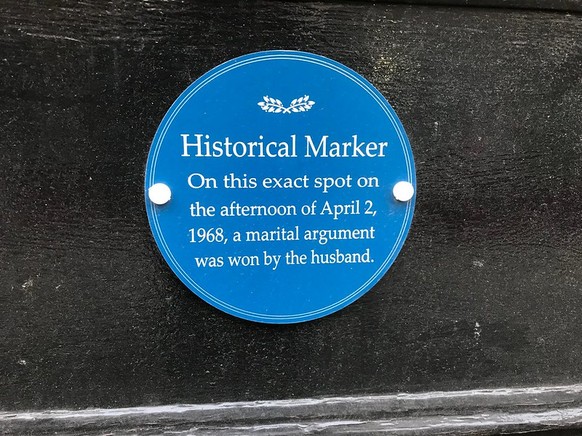 Historical Marker
On this exact spot on
the afternoon of April 2,
1968, a marital argument
was won by the husband.